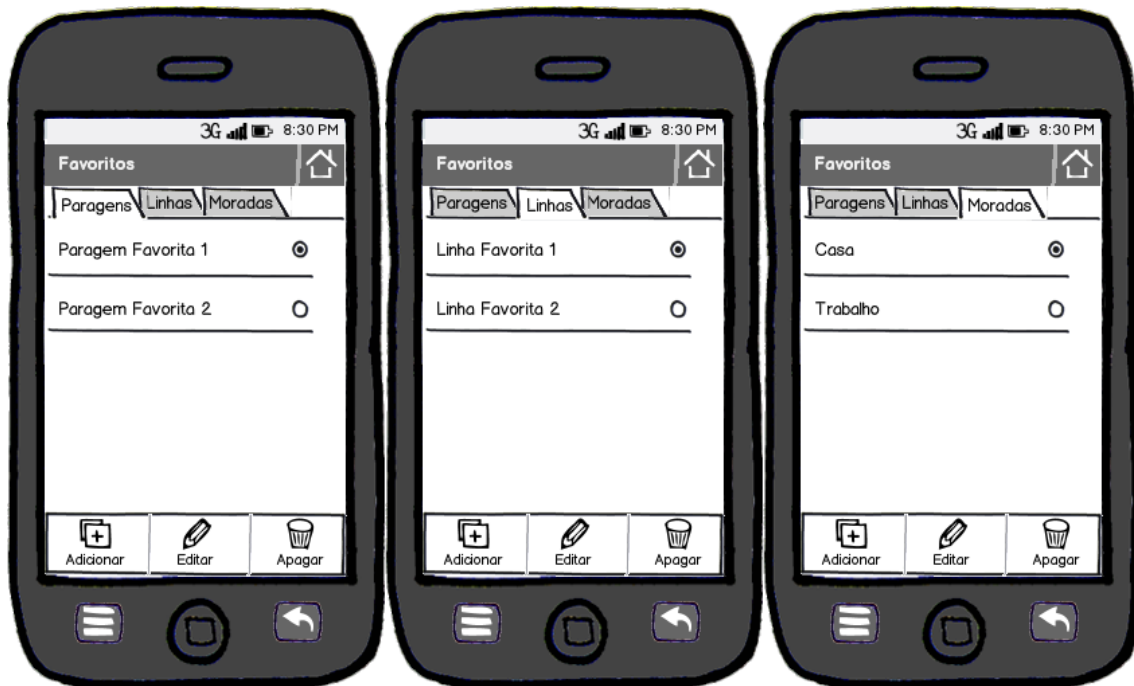 3G 8:30 PM
Favoritos
Paragens Linhas Moradas
Paragem Favorita 1
Paragem Favorita 2
Adicionar Editar Apagar
3G 8:30 PM
Favoritos
Paragens Linhas Moradas
Linha Favorita 1
Linha Favorita 2
Adicionar Editar Apagar
3G 8:30 PM
Favoritos
Paragens Linhas Moradas
Casa
Trabalho
Adicionar Editar Apagar